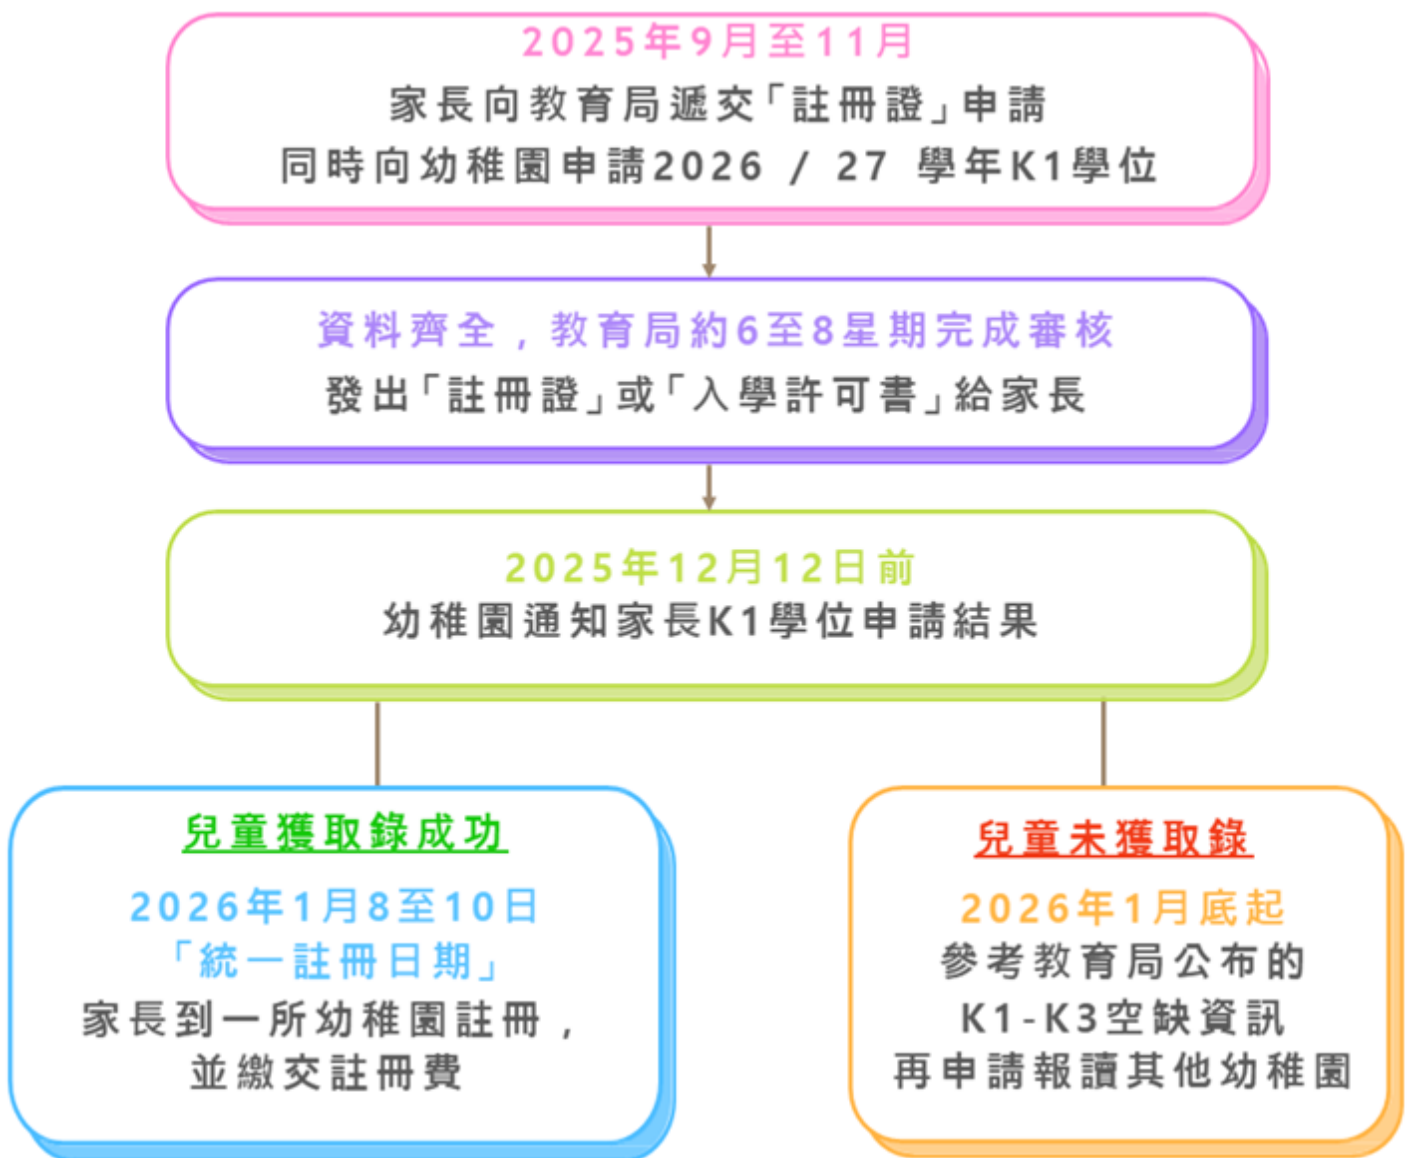 2025年9月至11月
家長向教育局遞交「註冊證」申請
同時向幼稚園申請2026 / 27 學年K1學位
資料齊全，教育局約6至8星期完成審核
發出「註冊證」或「入學許可書」給家長
2025年12月12日前
幼稚園通知家長K1學位申請結果
兒童獲取錄成功
2026年1月8至10日
「統一註冊日期」
家長到一所幼稚園註冊，
並繳交註冊費
兒童未獲取錄
2026年1月底起
參考教育局公布的
K1-K3空缺資訊
再申請報讀其他幼稚園